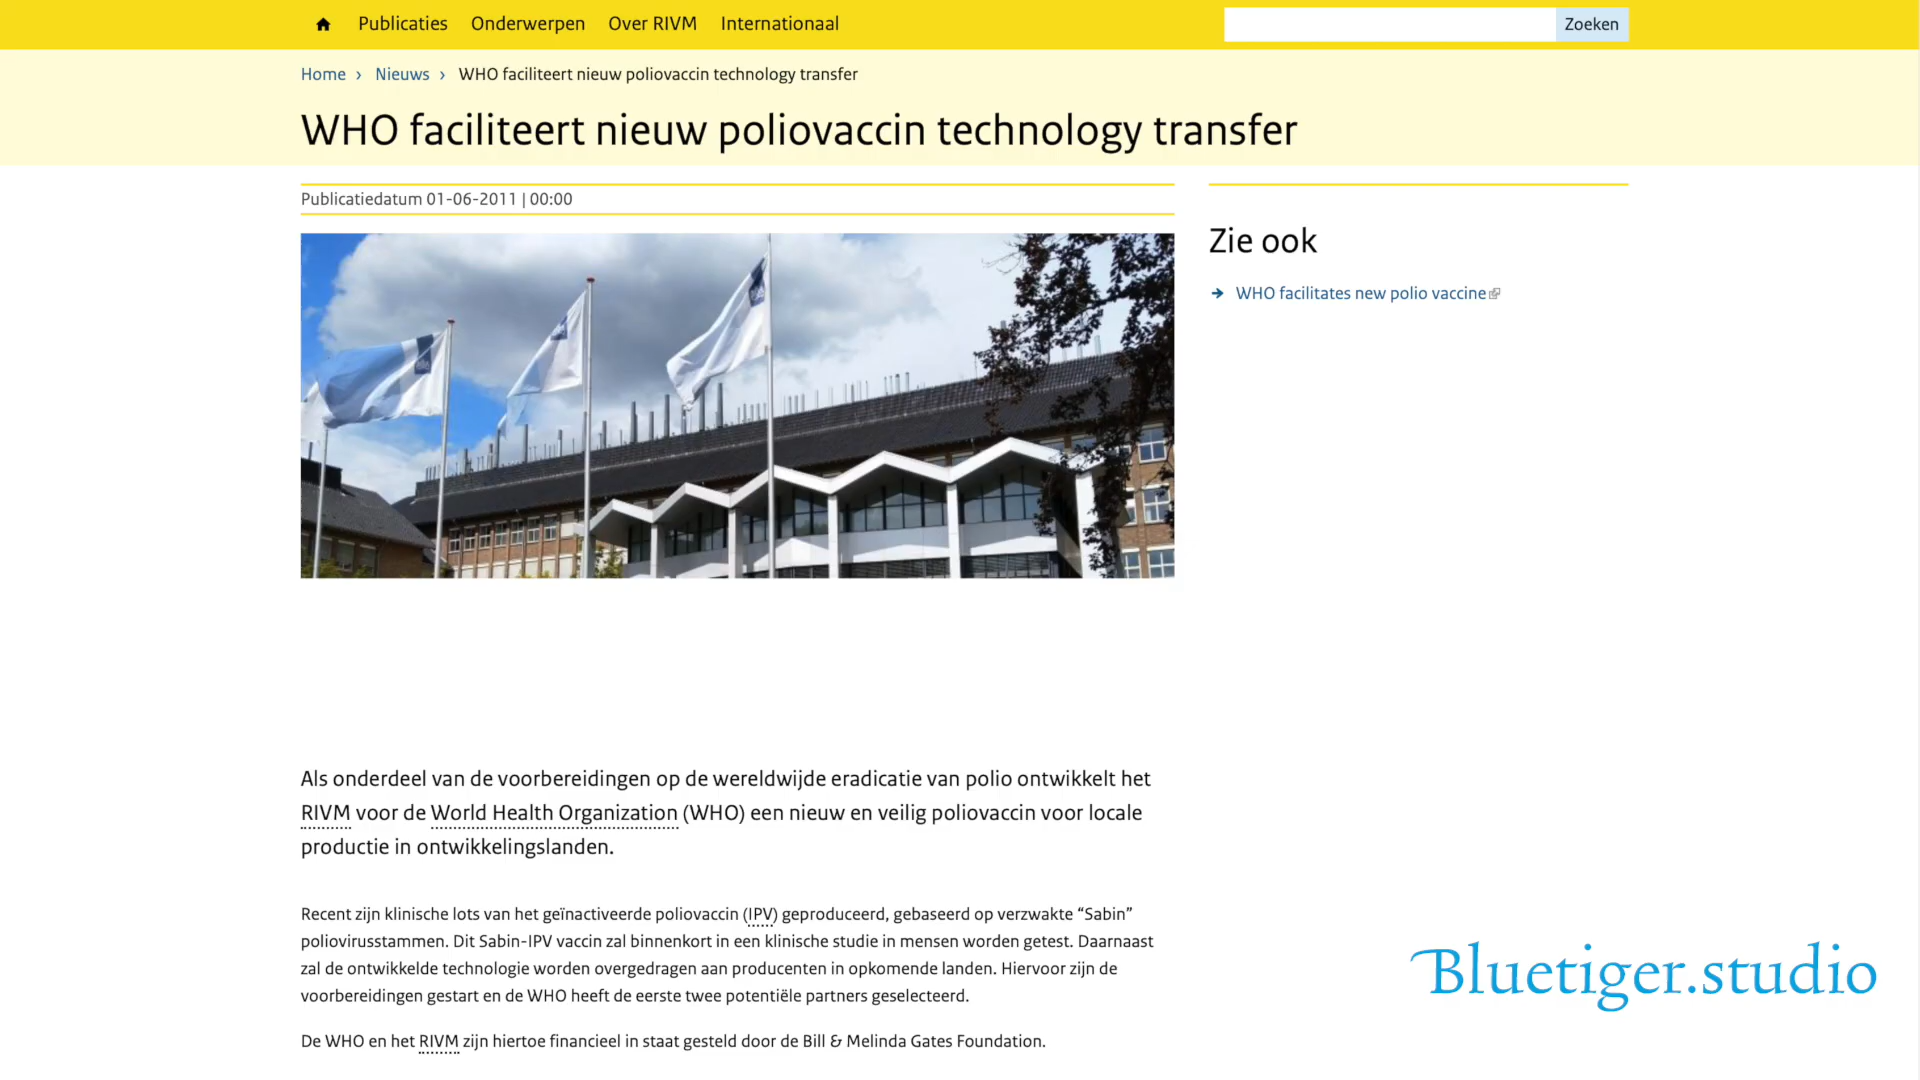 Publicaties Onderwerpen Over RIVM Internationaal Zoeken
Home › Nieuws › WHO faciliteert nieuw poliovaccin technology transfer
WHO faciliteert nieuw poliovaccin technology transfer
Publicatiedatum 01-06-2011 | 00:00
Zie ook
WHO facilitates new polio vaccine
Als onderdeel van de voorbereidingen op de wereldwijde eradicatie van polio ontwikkelt het
RIVM voor de World Health Organization (WHO) een nieuw en veilig poliovaccin voor locale
productie in ontwikkelingslanden.
Recent zijn klinische lots van het geïnactiveerde poliovaccin (IPV) geproduceerd, gebaseerd op verzwakte “Sabin”
poliovirusstammen. Dit Sabin-IPV vaccin zal binnenkort in een klinische studie in mensen worden getest. Daarnaast
zal de ontwikkelde technologie worden overgedragen aan producenten in opkomende landen. Hiervoor zijn de
voorbereidingen gestart en de WHO heeft de eerste twee potentiële partners geselecteerd.
De WHO en het RIVM zijn hiertoe financieel in staat gesteld door de Bill & Melinda Gates Foundation.
Bluetiger.studio